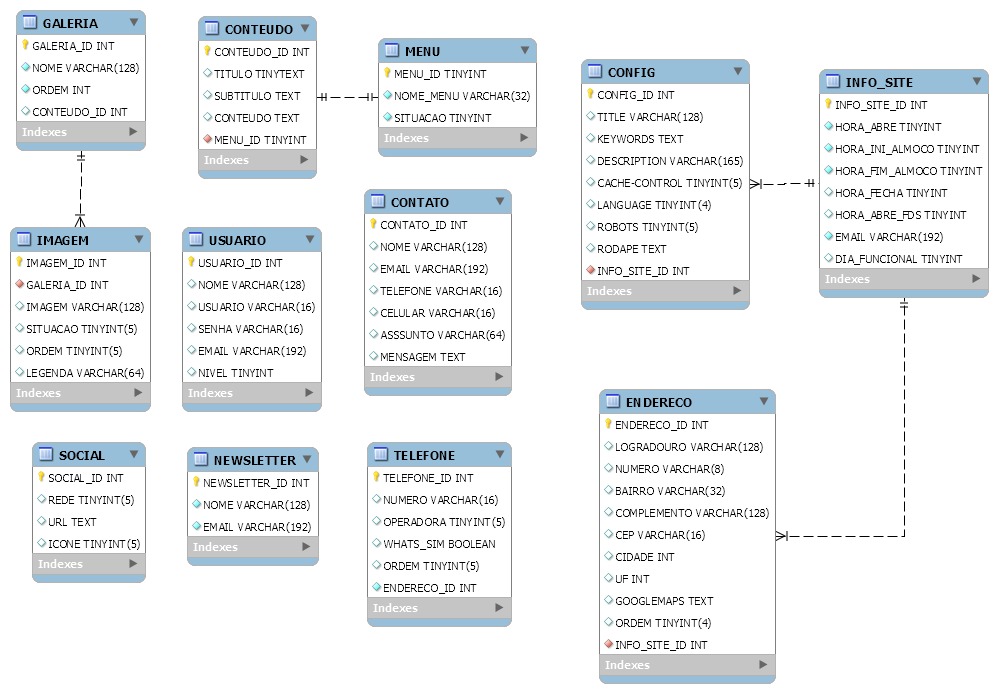 GALERIA
GALERIA_ID INT
NOME VARCHAR(128)
ORDEM INT
CONTEUDO_ID INT
Indexes
CONTEUDO
CONTEUDO_ID INT
TITULO TINYTEXT
SUBTITULO TEXT
CONTEUDO TEXT
MENU_ID TINYINT
Indexes
MENU
MENU_ID TINYINT
NOME_MENU VARCHAR(32)
SITUACAO TINYINT
Indexes
CONFIG
CONFIG_ID INT
TITLE VARCHAR(128)
KEYWORDS TEXT
DESCRIPTION VARCHAR(165)
CACHE-CONTROL TINYINT(5)
LANGUAGE TINYINT(4)
ROBOTS TINYINT(5)
RODAPE TEXT
INFO_SITE_ID INT
Indexes
INFO_SITE
INFO_SITE_ID INT
HORA_ABRE TINYINT
HORA_INI_ALMOCO TINYINT
HORA_FIM_ALMOCO TINYINT
HORA_FECHA TINYINT
HORA_ABRE_FDS TINYINT
EMAIL VARCHAR(192)
DIA_FUNCIONAL TINYINT
Indexes
IMAGEM
IMAGEM_ID INT
GALERIA_ID INT
IMAGEM VARCHAR(128)
SITUACAO TINYINT(5)
ORDEM TINYINT(5)
LEGENDA VARCHAR(64)
Indexes
USUARIO
USUARIO_ID INT
NOME VARCHAR(128)
USUARIO VARCHAR(16)
SENHA VARCHAR(16)
EMAIL VARCHAR(192)
NIVEL TINYINT
Indexes
CONTATO
CONTATO_ID INT
NOME VARCHAR(128)
EMAIL VARCHAR(192)
TELEFONE VARCHAR(16)
CELULAR VARCHAR(16)
ASSSUNTO VARCHAR(64)
MENSAGEM TEXT
Indexes
SOCIAL
SOCIAL_ID INT
REDE TINYINT(5)
URL TEXT
ICONE TINYINT(5)
Indexes
NEWSLETTER
NEWSLETTER_ID INT
NOME VARCHAR(128)
EMAIL VARCHAR(192)
Indexes
TELEFONE
TELEFONE_ID INT
NUMERO VARCHAR(16)
OPERADORA TINYINT(5)
WHATS_SIM BOOLEAN
ORDEM TINYINT(5)
ENDERECO_ID INT
Indexes
ENDERECO
ENDERECO_ID INT
LOGRADOURO VARCHAR(128)
NUMERO VARCHAR(8)
BAIRRO VARCHAR(32)
COMPLEMENTO VARCHAR(128)
CEP VARCHAR(16)
CIDADE INT
UF INT
GOOGLEMAPS TEXT
ORDEM TINYINT(4)
INFO_SITE_ID INT
Indexes